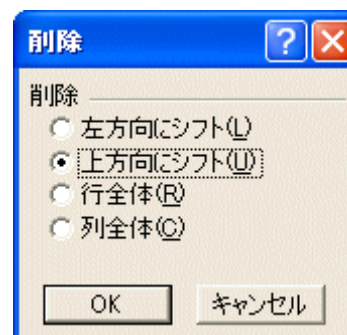 削除
削除
左方向にシフト(L)
上方向にシフト(U)
行全体(R)
列全体(C)
OK キャンセル